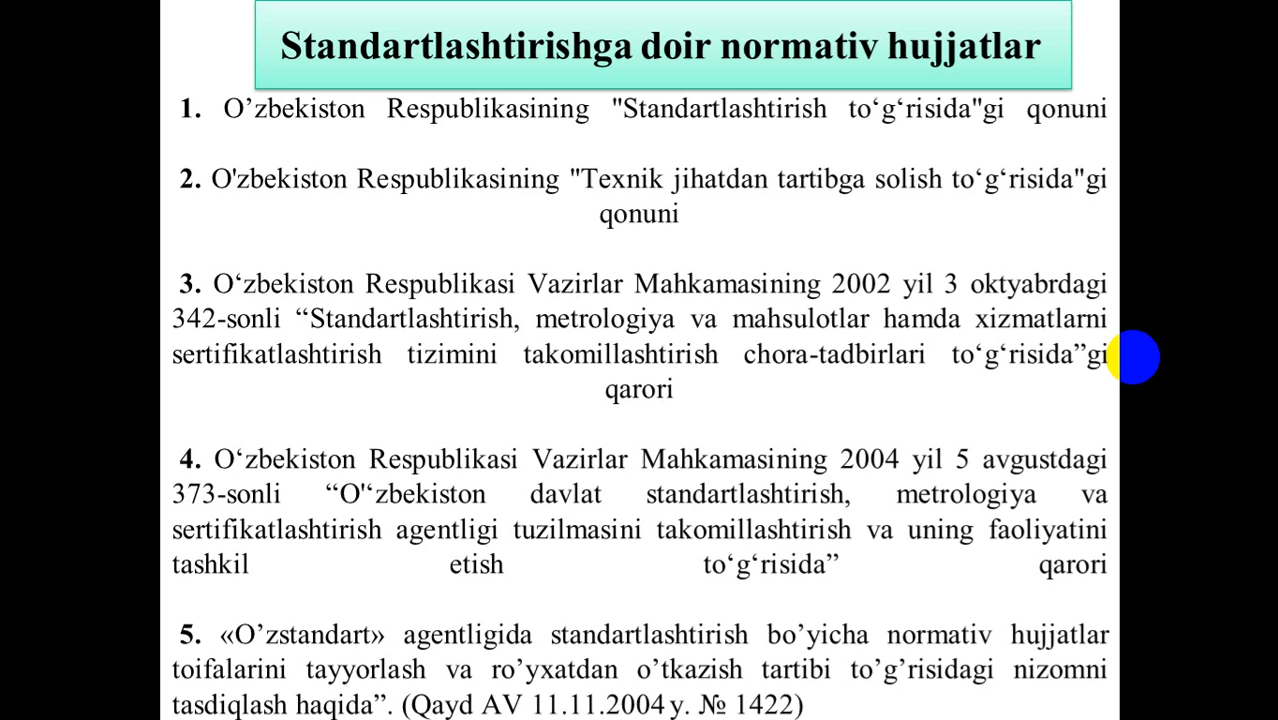 Standartlashtirishga doir normativ hujjatlar
1. O’zbekiston Respublikasining "Standartlashtirish to‘g‘risida"gi qonuni
2. O'zbekiston Respublikasining "Texnik jihatdan tartibga solish to‘g‘risida"gi
qonuni
3. O‘zbekiston Respublikasi Vazirlar Mahkamasining 2002 yil 3 oktyabrdagi
342-sonli “Standartlashtirish, metrologiya va mahsulotlar hamda xizmatlarni
sertifikatlashtirish tizimini takomillashtirish chora-tadbirlari to‘g‘risida”gi
qarori
4. O‘zbekiston Respublikasi Vazirlar Mahkamasining 2004 yil 5 avgustdagi
373-sonli “O'‘zbekiston davlat standartlashtirish, metrologiya va
sertifikatlashtirish agentligi tuzilmasini takomillashtirish va uning faoliyatini
tashkil etish to‘g‘risida” qarori
5. «O’zstandart» agentligida standartlashtirish bo’yicha normativ hujjatlar
toifalarini tayyorlash va ro’yxatdan o’tkazish tartibi to’g’risidagi nizomni
tasdiqlash haqida”. (Qayd AV 11.11.2004 y. № 1422)